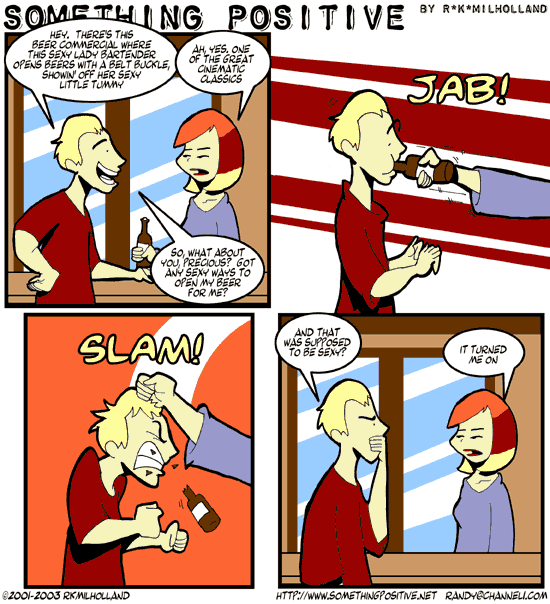 SOMETHING POSITIVE BY R*K*MILHOLLAND
HEY. THERE'S THIS
BEER COMMERCIAL WHERE
THIS SEXY LADY BARTENDER
OPENS BEERS WITH A BELT BUCKLE,
SHOWIN' OFF HER SEXY
LITTLE TUMMY
AH, YES, ONE
OF THE GREAT
CINEMATIC
CLASSICS
SO, WHAT ABOUT
YOU, PRECIOUS? GOT
ANY SEXY WAYS TO
OPEN MY BEER
FOR ME?
JAB!
SLAM!
AND THAT
WAS SUPPOSED
TO BE SEXY?
IT TURNED
ME ON
©2001-2003 RKMILHOLLAND
HTTP://WWW.SOMETHINGPOSITIVE.NET RANDY@CHANNEL1.COM